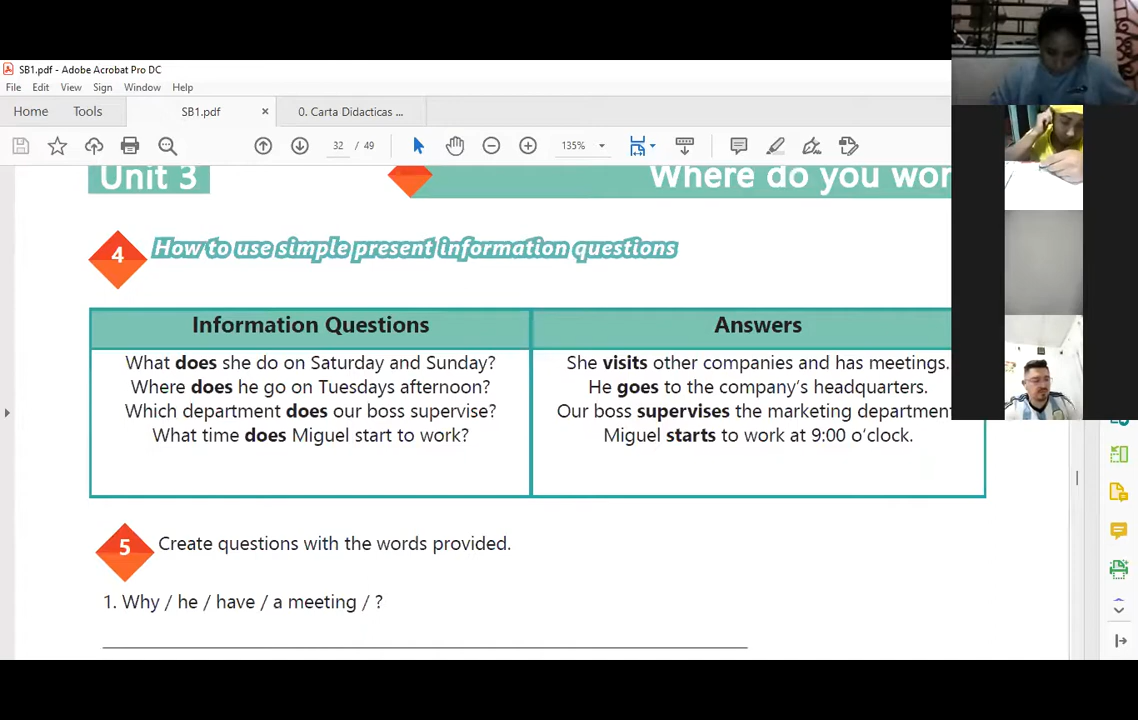 SB1.pdf - Adobe Acrobat Pro DC
File Edit View Sign Window Help
Home Tools SB1.pdf × 0. Carta Didacticas ...
32 / 49 135%
Unit 3 Where do you wor
4 How to use simple present information questions
Information Questions Answers
What does she do on Saturday and Sunday? She visits other companies and has meetings.
Where does he go on Tuesdays afternoon? He goes to the company's headquarters.
Which department does our boss supervise? Our boss supervises the marketing department
What time does Miguel start to work? Miguel starts to work at 9:00 o'clock.
5 Create questions with the words provided.
1. Why / he / have / a meeting / ?